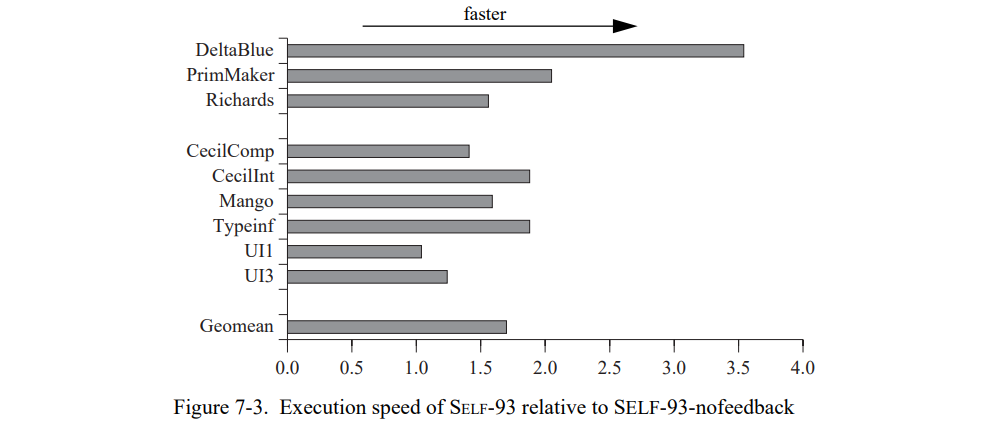 faster
DeltaBlue
PrimMaker
Richards
CecilComp
CecilInt
Mango
Typeinf
UI1
UI3
Geomean
0.0 0.5 1.0 1.5 2.0 2.5 3.0 3.5 4.0
Figure 7-3. Execution speed of SELF-93 relative to SELF-93-nofeedback